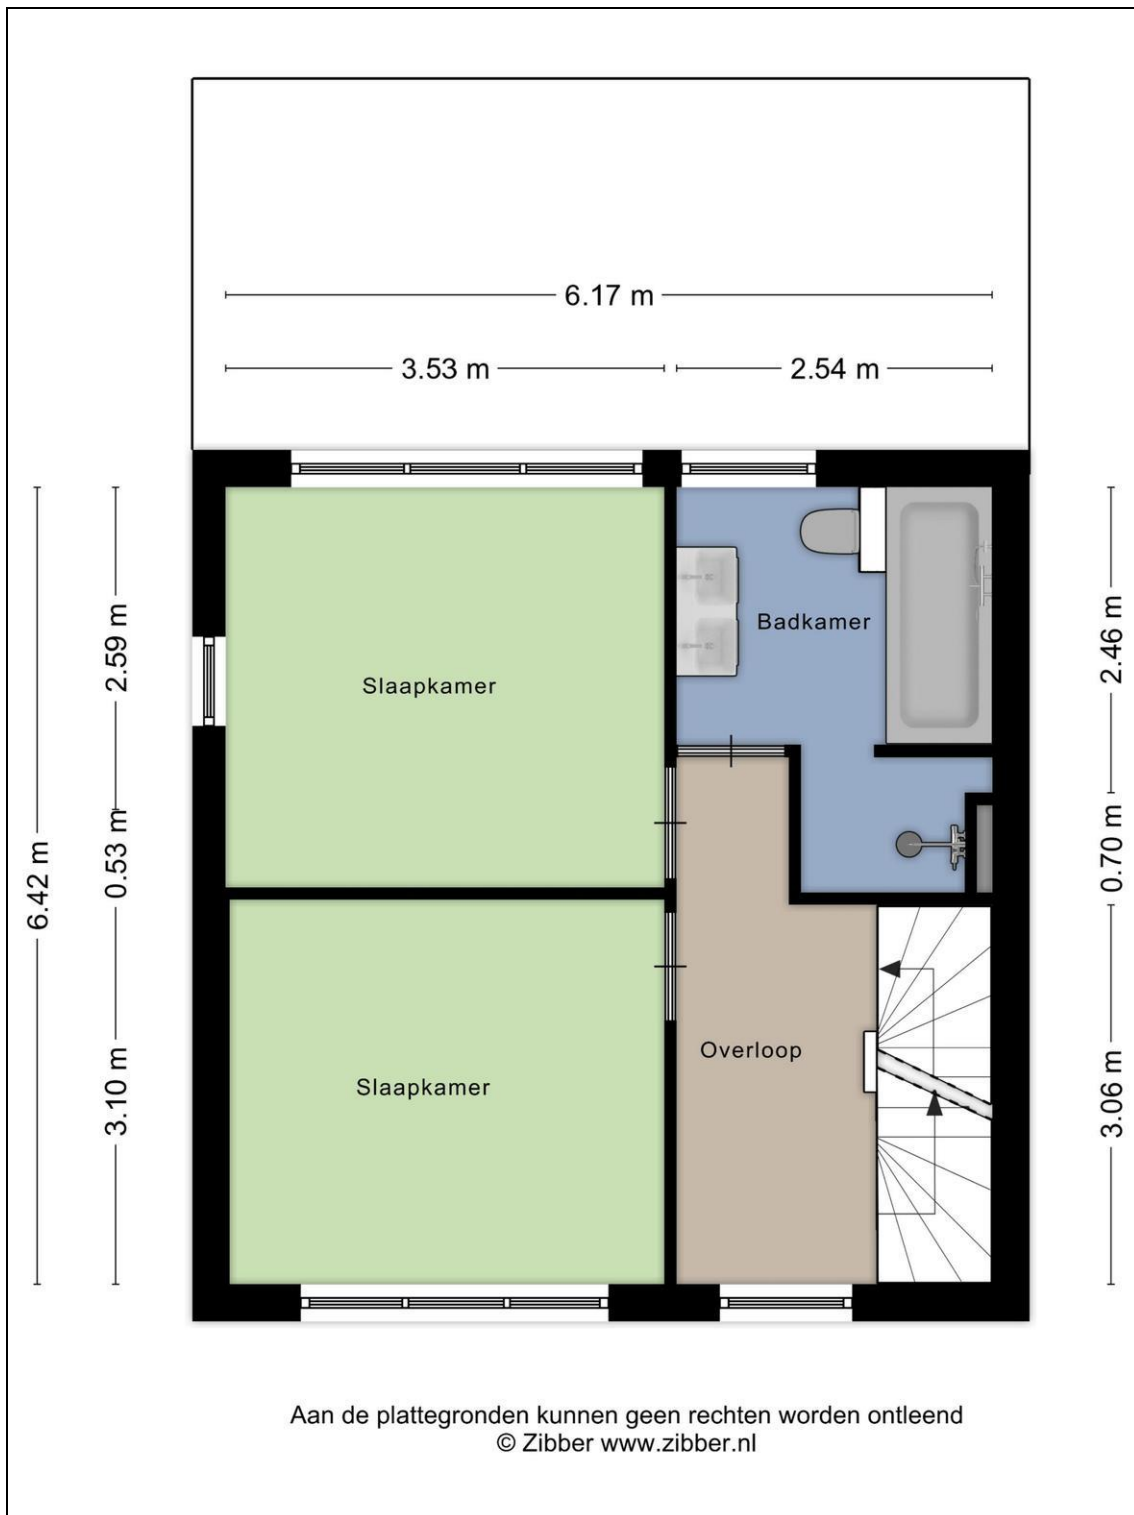 6.17 m
3.53 m
2.54 m
2.59 m
2.46 m
Badkamer
Slaapkamer
0.53 m
0.70 m
6.42 m
Overloop
Slaapkamer
3.10 m
3.06 m
Aan de plattegronden kunnen geen rechten worden ontleend
© Zibber www.zibber.nl